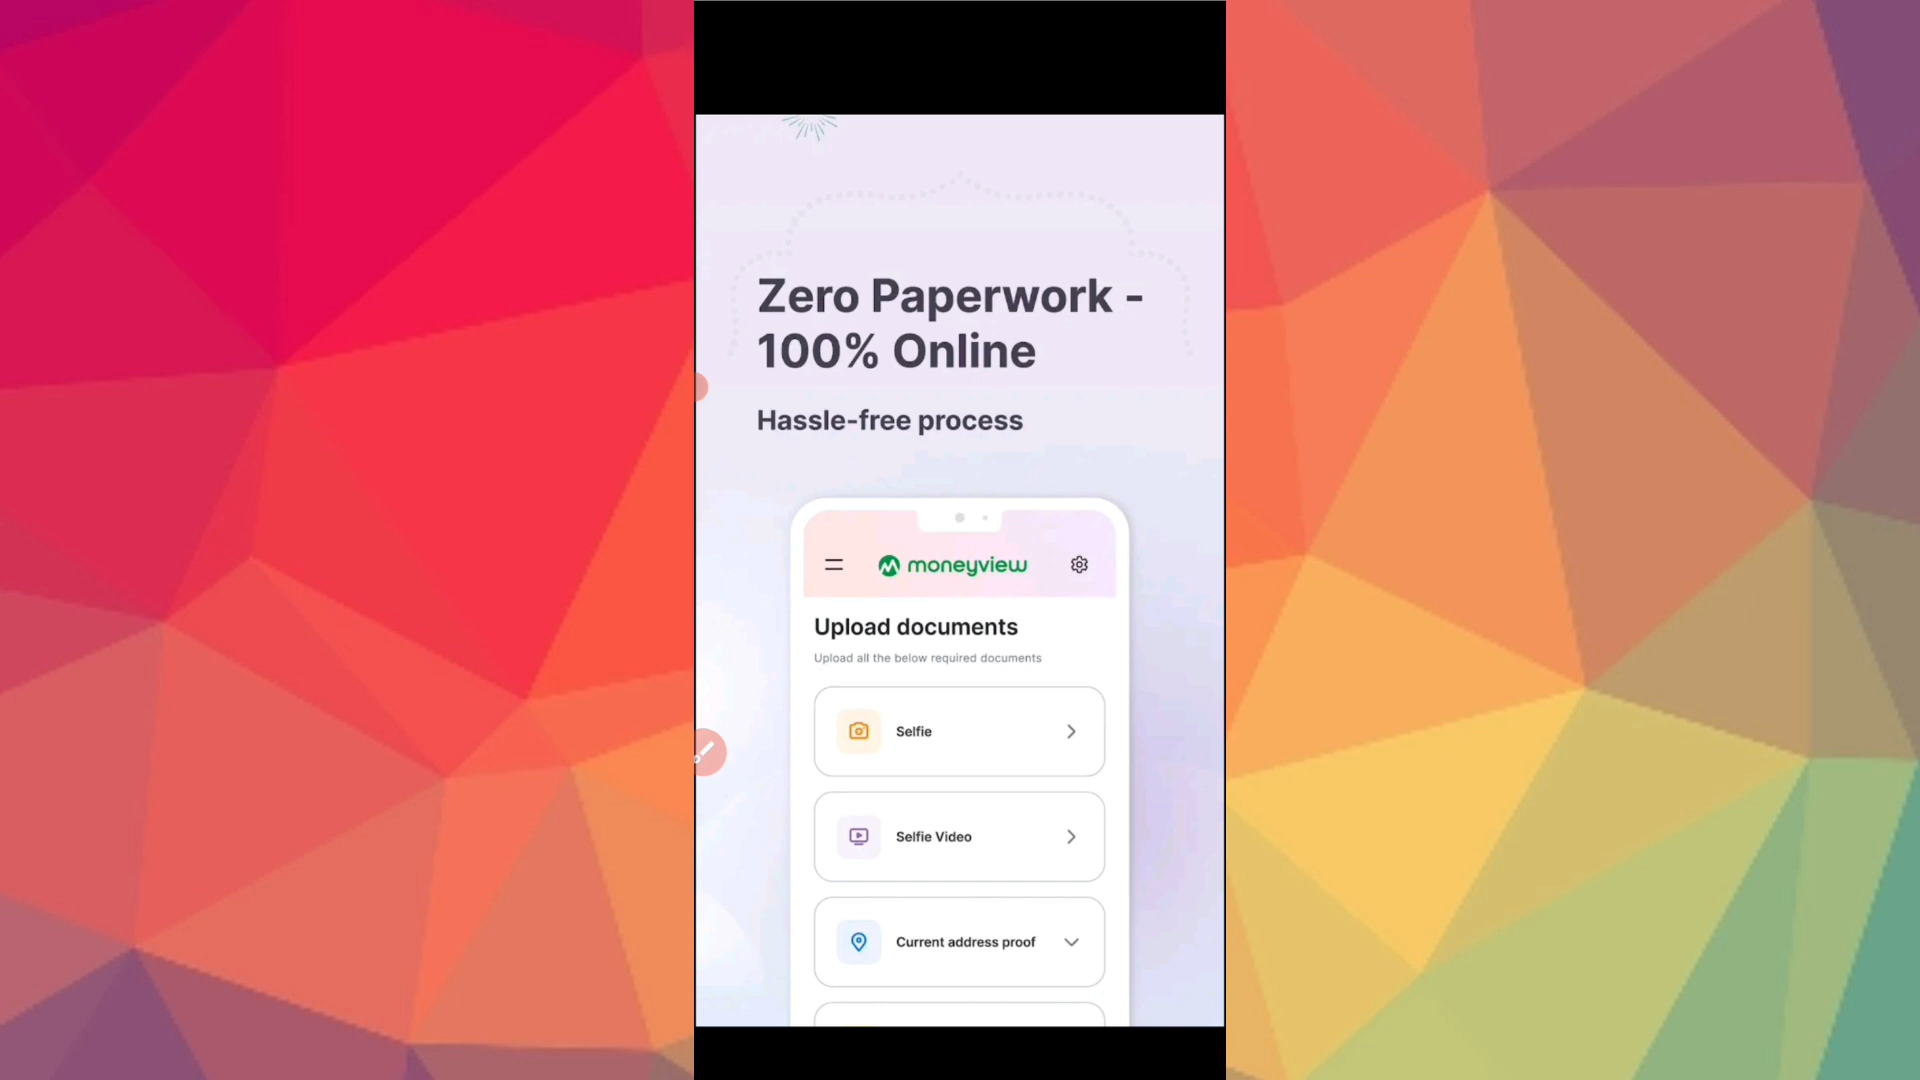 Zero Paperwork -
100% Online
Hassle-free process
moneyview
Upload documents
Upload all the below required documents
Selfie
Selfie Video
Current address proof